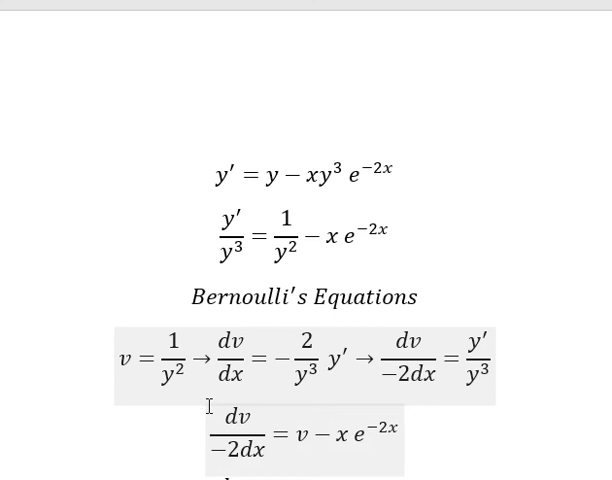 y′ = y − xy³ e⁻²ˣ
y′/y³ = 1/y² − x e⁻²ˣ
Bernoulli's Equations
v = 1/y² → dv/dx = −2/y³ y′ → dv/−2dx = y′/y³
dv/−2dx = v − x e⁻²ˣ